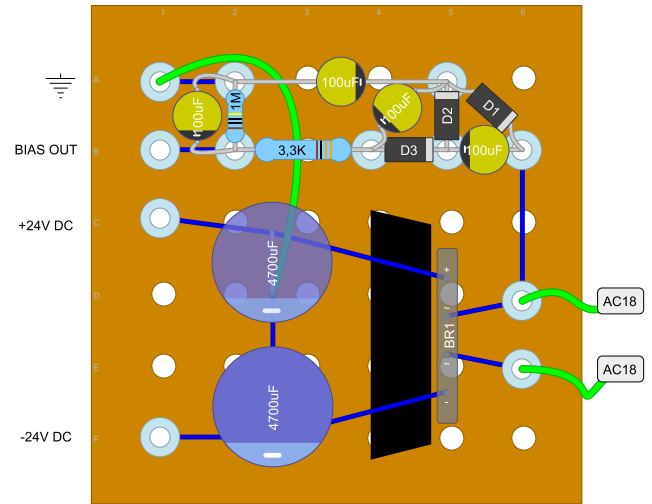 1 2 3 4 5 6
A
100uF
1M
100uF
100uF
D2
D1
BIAS OUT
B
3,3K
D3
100uF
+24V DC
C
4700uF
+
~
BR1
~
-
D
AC18
E
AC18
4700uF
-24V DC
F